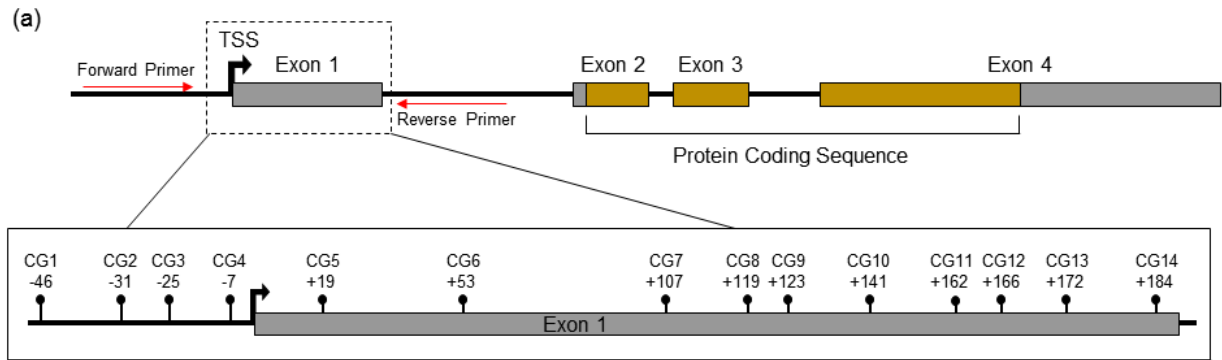 (a)
TSS
Forward Primer
Exon 1
Exon 2
Exon 3
Exon 4
Reverse Primer
Protein Coding Sequence
CG1 CG2 CG3 CG4 CG5 CG6 CG7 CG8 CG9 CG10 CG11 CG12 CG13 CG14
-46 -31 -25 -7 +19 +53 +107 +119 +123 +141 +162 +166 +172 +184
Exon 1